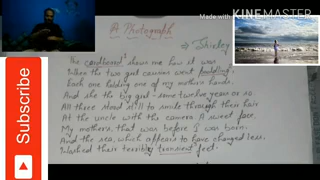 A Photograph
Made with KINEMASTER
→ Shirley
The cardboard shows me how it was
When the two girl cousins went paddling,
Each one holding one of my mother's hands,
And she the big girl - some twelve years or so.
All three stood still to smile through their hair
At the uncle with the camera. A sweet face,
My mother's, that was before I was born.
And the sea, which appears to have changed less,
Washed their terribly transient feet.
Subscribe